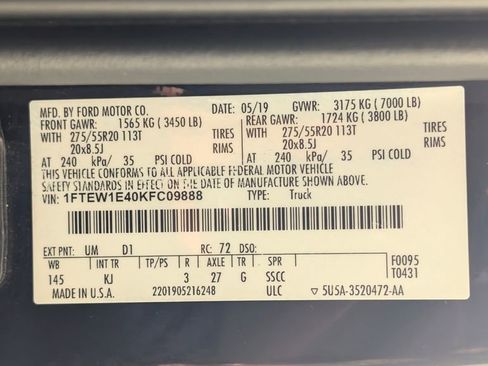 MFD. BY FORD MOTOR CO. 05/19 GVWR: 3175 KG ( 7000 LB)
FRONT GAWR: 1565 KG ( 3450 LB) REAR GAWR: 1724 KG ( 3800 LB)
WITH 275/55R20 113T TIRES WITH 275/55R20 113T TIRES
20x8.5J RIMS 20x8.5J RIMS
AT 240 kPa/ 35 PSI COLD AT 240 kPa/ 35 PSI COLD
THIS VEHICLE CONFORMS TO ALL APPLICABLE FEDERAL MOTOR VEHICLE
SAFETY STANDARDS IN EFFECT ON THE DATE OF MANUFACTURE SHOWN ABOVE.
VIN: 1FTEW1E40KFC09888 TYPE: Truck
EXT PNT: UM D1 RC: 72 DSO: F0095
WB INT TR TP/PS R AXLE TR SPR T0431
145 KJ 3 27 G SSCC
MADE IN U.S.A. 2201905216248 ULC ▽ 5U5A-3520472-AA